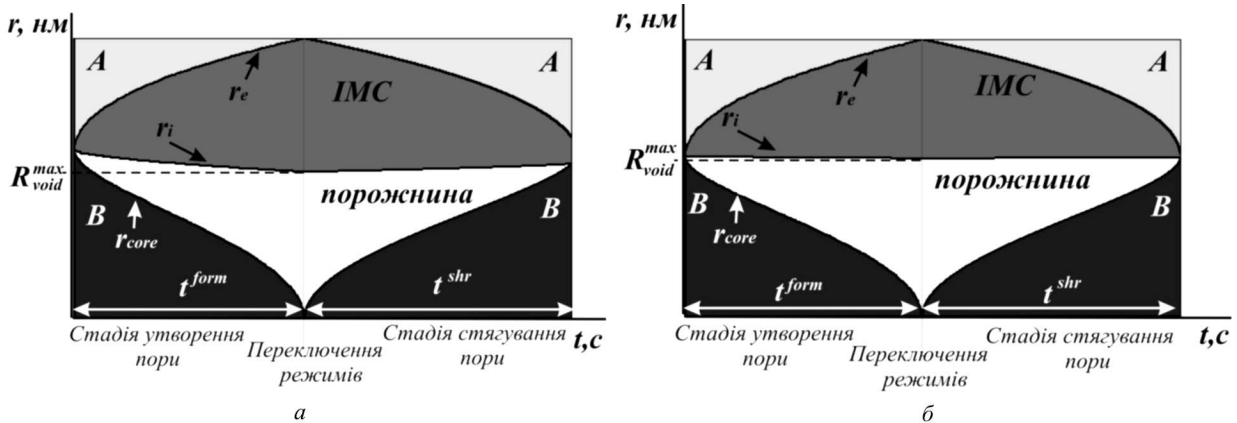 r, нм
A
A
r_e
IMC
r_i
R_void^max
порожнина
B
B
r_core
t^form
t^shr
Стадія утворення
пори
Переключення
режимів
Стадія стягування
пори
t,c
а
r, нм
A
A
r_e
IMC
r_i
R_void^max
порожнина
B
B
r_core
t^form
t^shr
Стадія утворення
пори
Переключення
режимів
Стадія стягування
пори
t,c
б